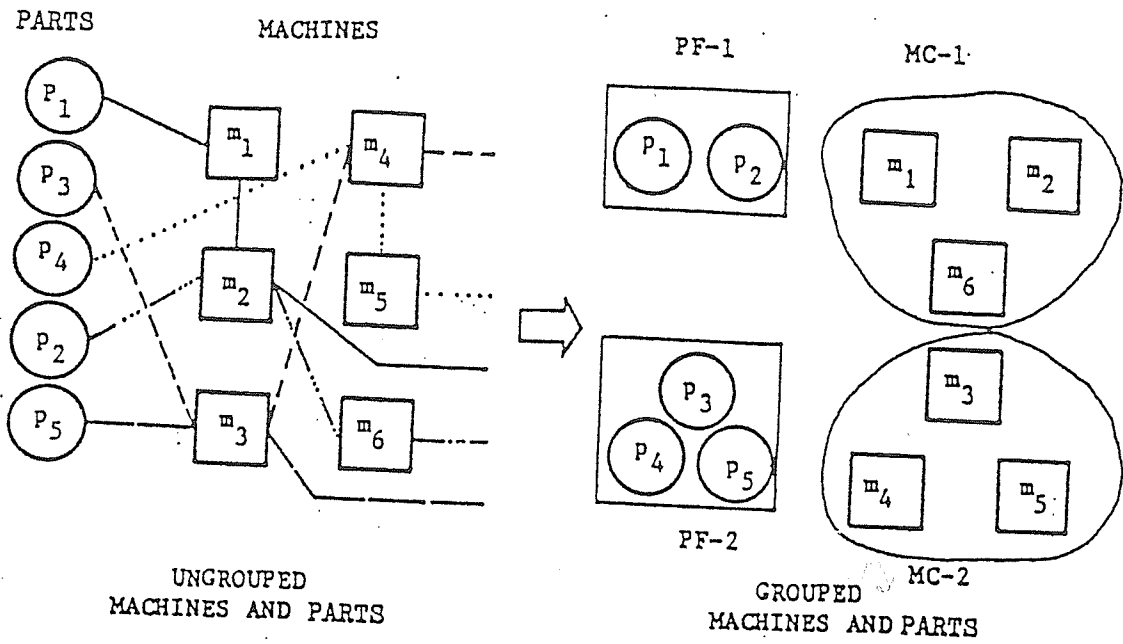 PARTS
MACHINES
P1
P3
P4
P2
P5
m1
m4
m2
m5
m3
m6
UNGROUPED
MACHINES AND PARTS
PF-1
MC-1
P1
P2
m1
m2
m6
P3
P4
P5
m3
m4
m5
PF-2
MC-2
GROUPED
MACHINES AND PARTS